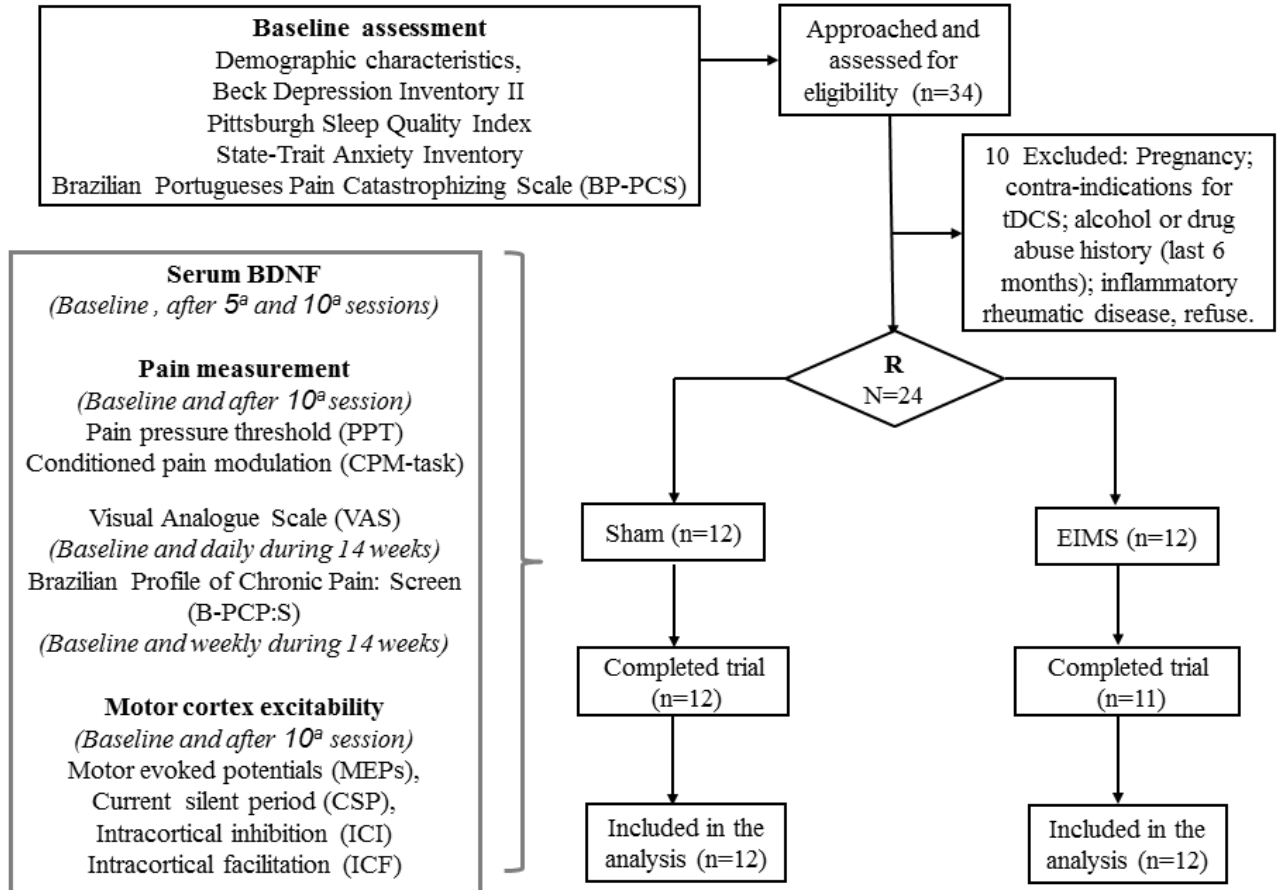 Baseline assessment
Demographic characteristics,
Beck Depression Inventory II
Pittsburgh Sleep Quality Index
State-Trait Anxiety Inventory
Brazilian Portugueses Pain Catastrophizing Scale (BP-PCS)
Approached and
assessed for
eligibility (n=34)
10 Excluded: Pregnancy;
contra-indications for
tDCS; alcohol or drug
abuse history (last 6
months); inflammatory
rheumatic disease, refuse.
Serum BDNF
(Baseline , after 5ª and 10ª sessions)
Pain measurement
(Baseline and after 10ª session)
Pain pressure threshold (PPT)
Conditioned pain modulation (CPM-task)
Visual Analogue Scale (VAS)
(Baseline and daily during 14 weeks)
Brazilian Profile of Chronic Pain: Screen
(B-PCP:S)
(Baseline and weekly during 14 weeks)
Motor cortex excitability
(Baseline and after 10ª session)
Motor evoked potentials (MEPs),
Current silent period (CSP),
Intracortical inhibition (ICI)
Intracortical facilitation (ICF)
R
N=24
Sham (n=12)
EIMS (n=12)
Completed trial
(n=12)
Completed trial
(n=11)
Included in the
analysis (n=12)
Included in the
analysis (n=12)